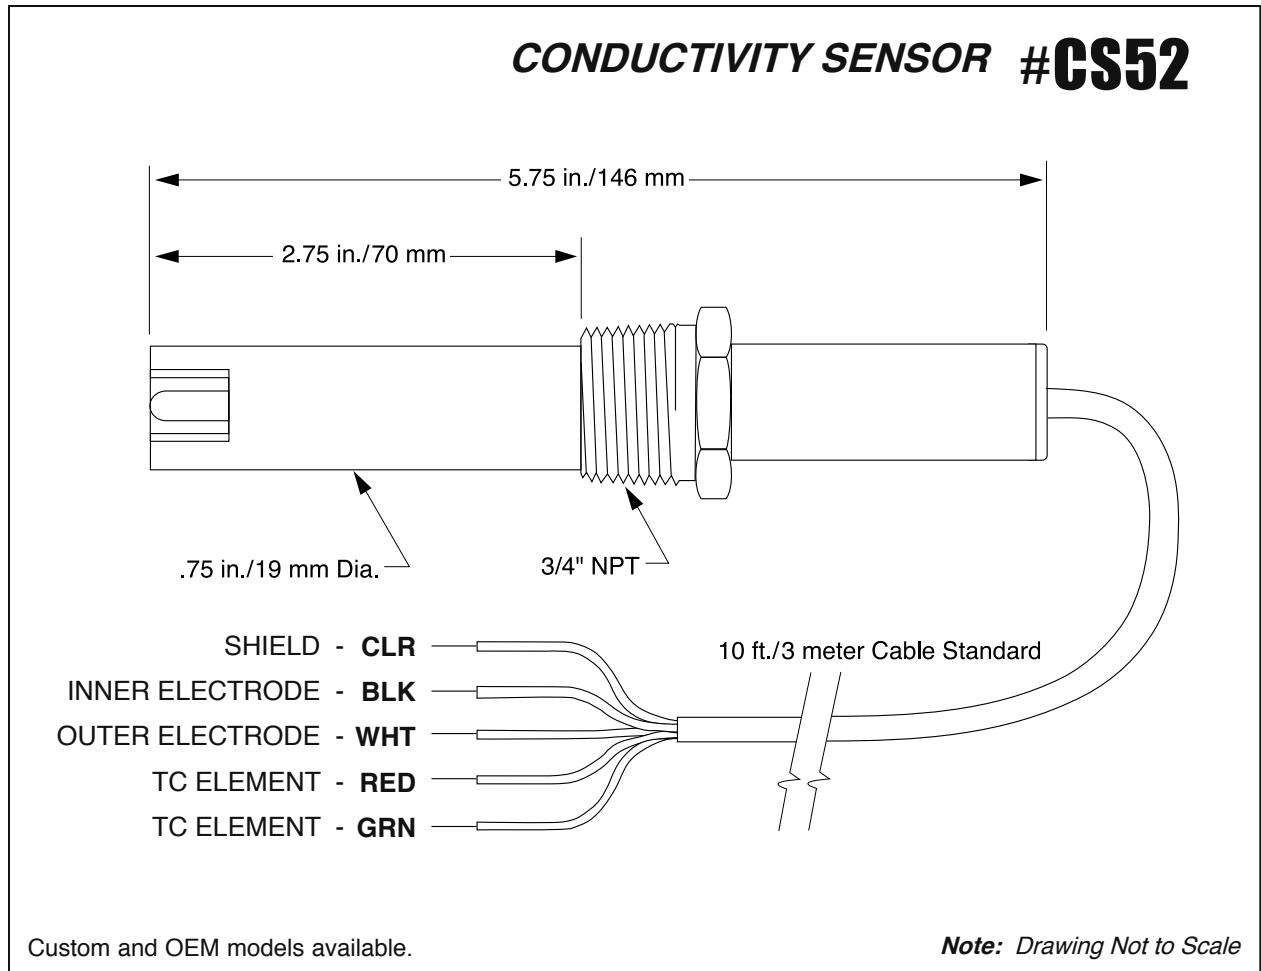 CONDUCTIVITY SENSOR #CS52
5.75 in./146 mm
2.75 in./70 mm
.75 in./19 mm Dia.
3/4" NPT
SHIELD - CLR
INNER ELECTRODE - BLK
OUTER ELECTRODE - WHT
TC ELEMENT - RED
TC ELEMENT - GRN
10 ft./3 meter Cable Standard
Custom and OEM models available.
Note: Drawing Not to Scale